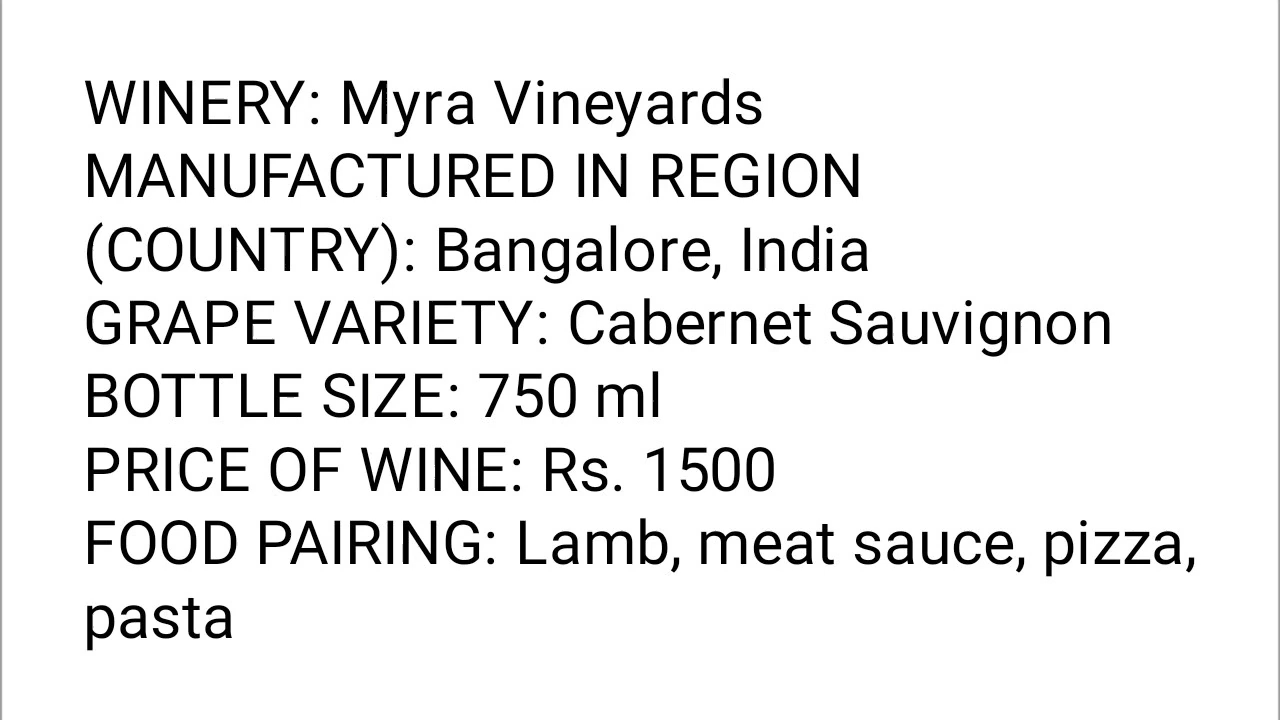 WINERY: Myra Vineyards
MANUFACTURED IN REGION
(COUNTRY): Bangalore, India
GRAPE VARIETY: Cabernet Sauvignon
BOTTLE SIZE: 750 ml
PRICE OF WINE: Rs. 1500
FOOD PAIRING: Lamb, meat sauce, pizza,
pasta